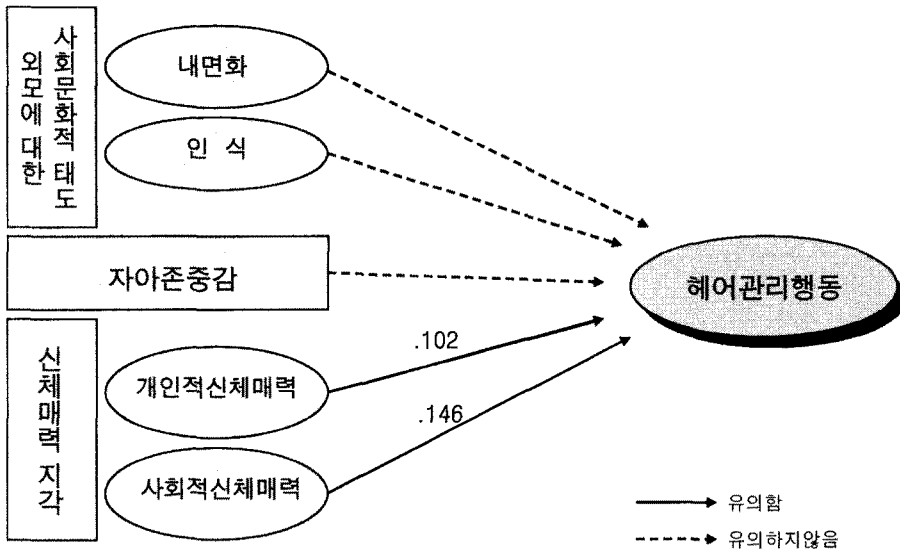 외모에 대한
사회문화적 태도
내면화
인 식
자아존중감
신체매력 지각
개인적신체매력
사회적신체매력
.102
.146
헤어관리행동
유의함
유의하지않음